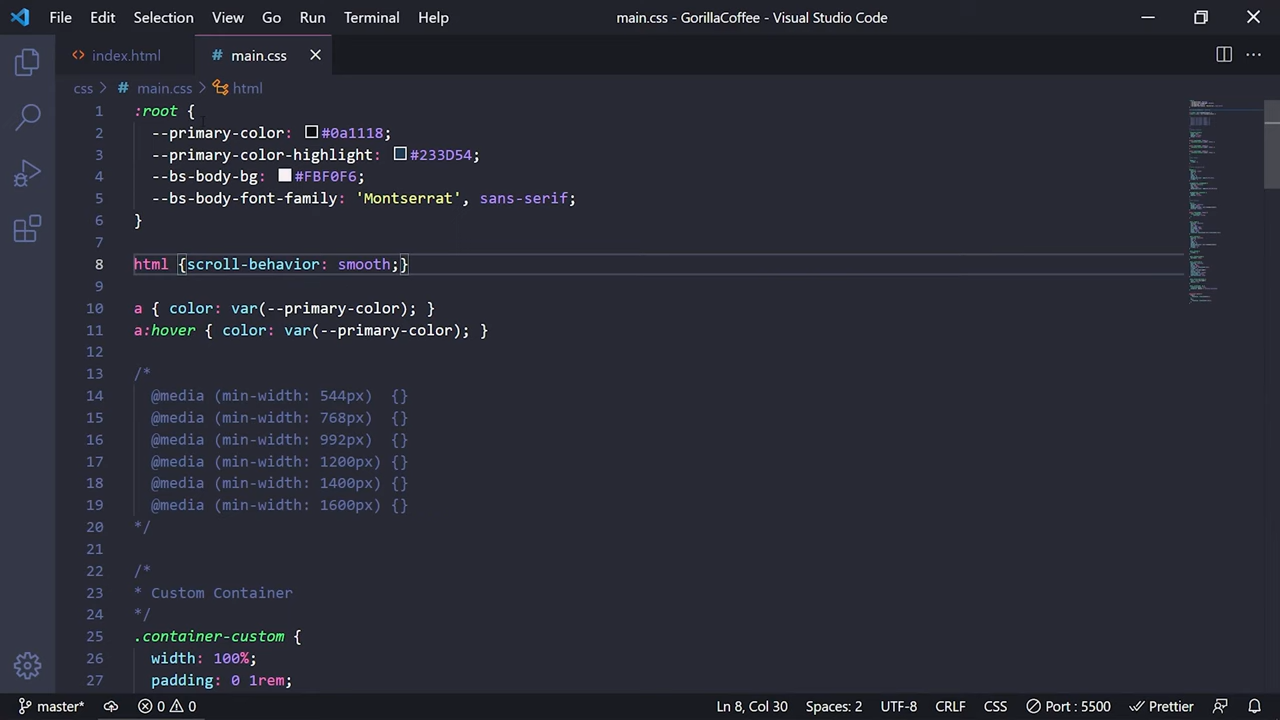 File Edit Selection View Go Run Terminal Help main.css - GorillaCoffee - Visual Studio Code
index.html # main.css
css > # main.css > html
1 :root {
2 --primary-color: #0a1118;
3 --primary-color-highlight: #233D54;
4 --bs-body-bg: #FBF0F6;
5 --bs-body-font-family: 'Montserrat', sans-serif;
6 }
7
8 html {scroll-behavior: smooth;}
9
10 a { color: var(--primary-color); }
11 a:hover { color: var(--primary-color); }
12
13 /*
14 @media (min-width: 544px) {}
15 @media (min-width: 768px) {}
16 @media (min-width: 992px) {}
17 @media (min-width: 1200px) {}
18 @media (min-width: 1400px) {}
19 @media (min-width: 1600px) {}
20 */
21
22 /*
23 * Custom Container
24 */
25 .container-custom {
26 width: 100%;
27 padding: 0 1rem;
master* 0 0 Ln 8, Col 30 Spaces: 2 UTF-8 CRLF CSS Port : 5500 Prettier